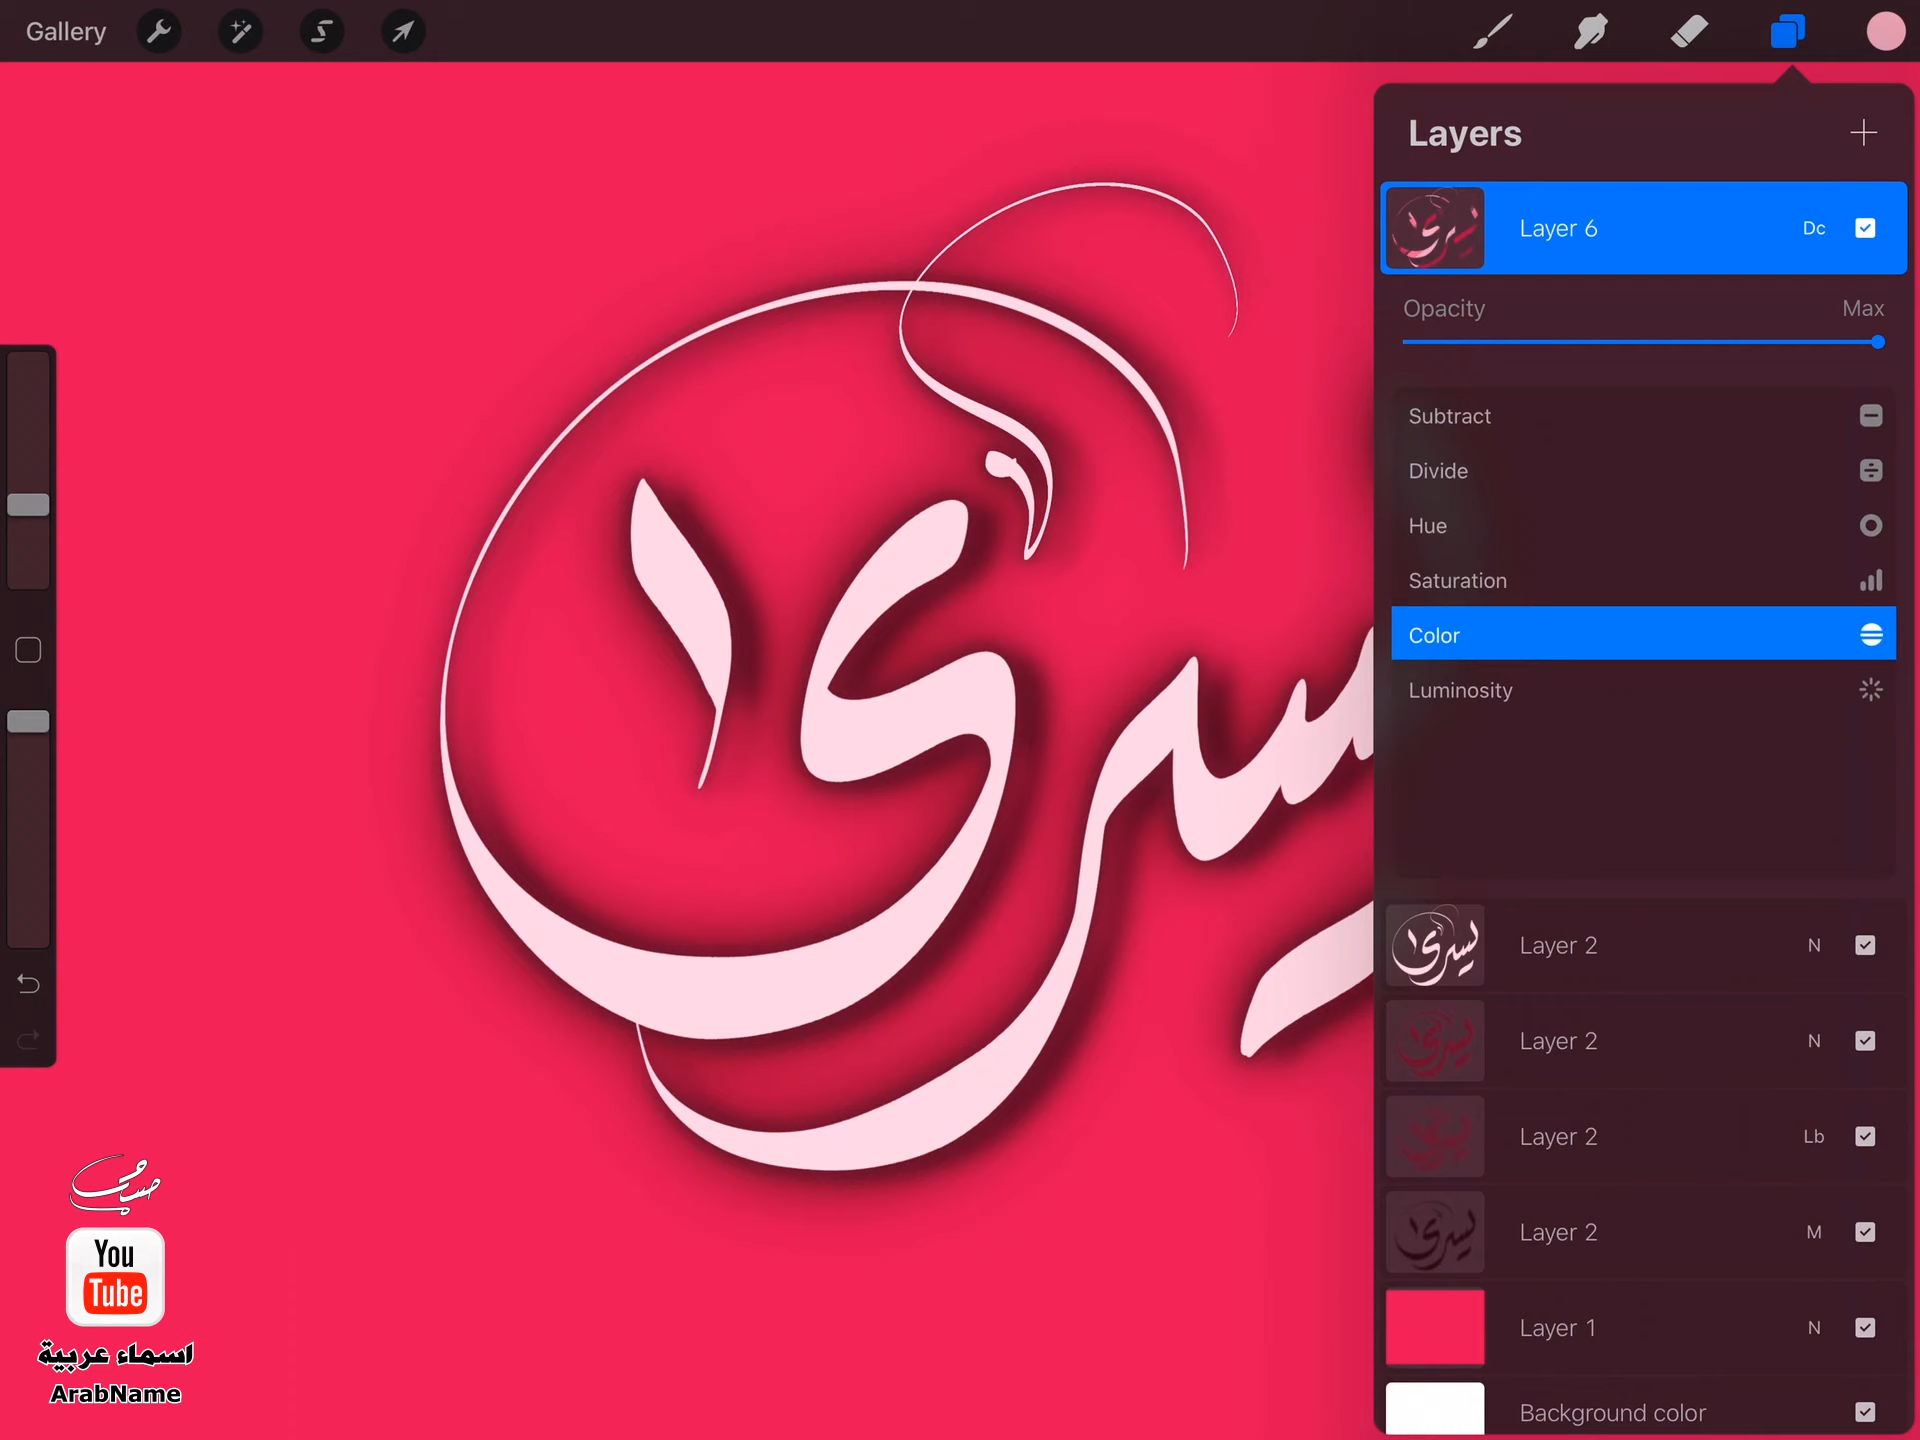 Gallery
Layers
Layer 6 Dc
Opacity Max
Subtract
Divide
Hue
Saturation
Color
Luminosity
Layer 2 N
Layer 2 N
Layer 2 Lb
Layer 2 M
Layer 1 N
Background color
يسرى
You
Tube
اسماء عربية
ArabName